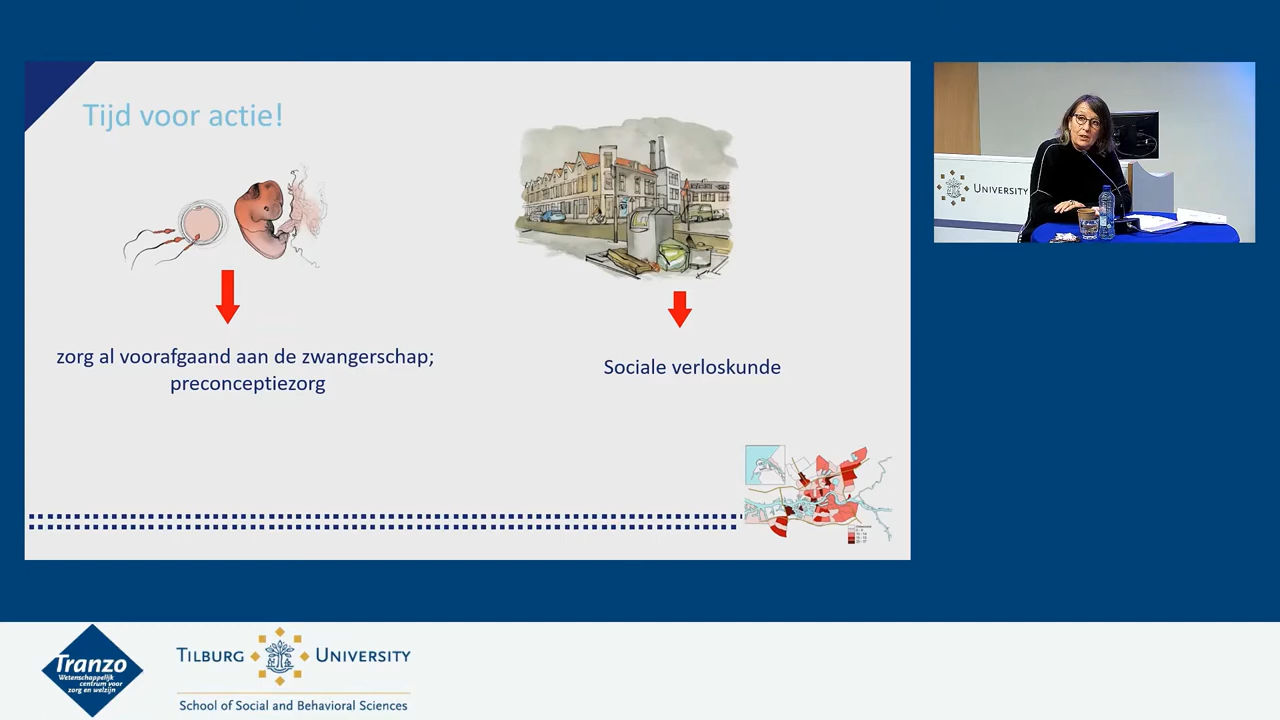 Tijd voor actie!
zorg al voorafgaand aan de zwangerschap;
preconceptiezorg
Sociale verloskunde
UNIVERSITY
Tranzo
Wetenschappelijk
centrum voor
zorg en welzijn
TILBURG UNIVERSITY
School of Social and Behavioral Sciences